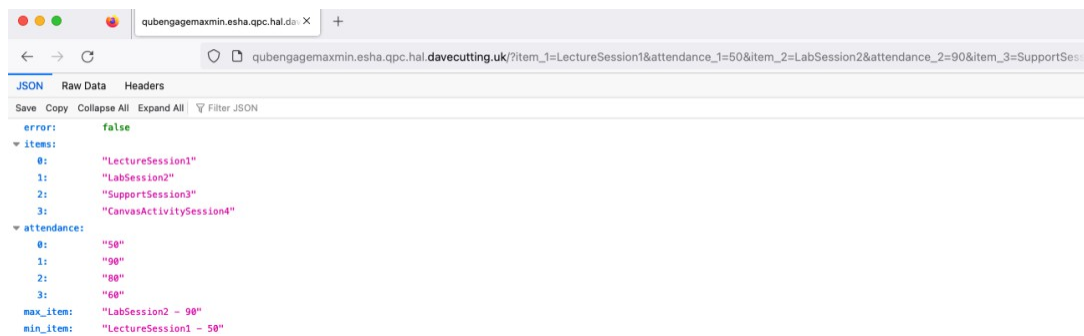 qubengagemaxmin.esha.qpc.hal.dav
qubengagemaxmin.esha.qpc.hal.davecutting.uk/?item_1=LectureSession1&attendance_1=50&item_2=LabSession2&attendance_2=90&item_3=SupportSess
JSON Raw Data Headers
Save Copy Collapse All Expand All Filter JSON
error: false
items:
0: "LectureSession1"
1: "LabSession2"
2: "SupportSession3"
3: "CanvasActivitySession4"
attendance:
0: "50"
1: "90"
2: "80"
3: "60"
max_item: "LabSession2 - 90"
min_item: "LectureSession1 - 50"